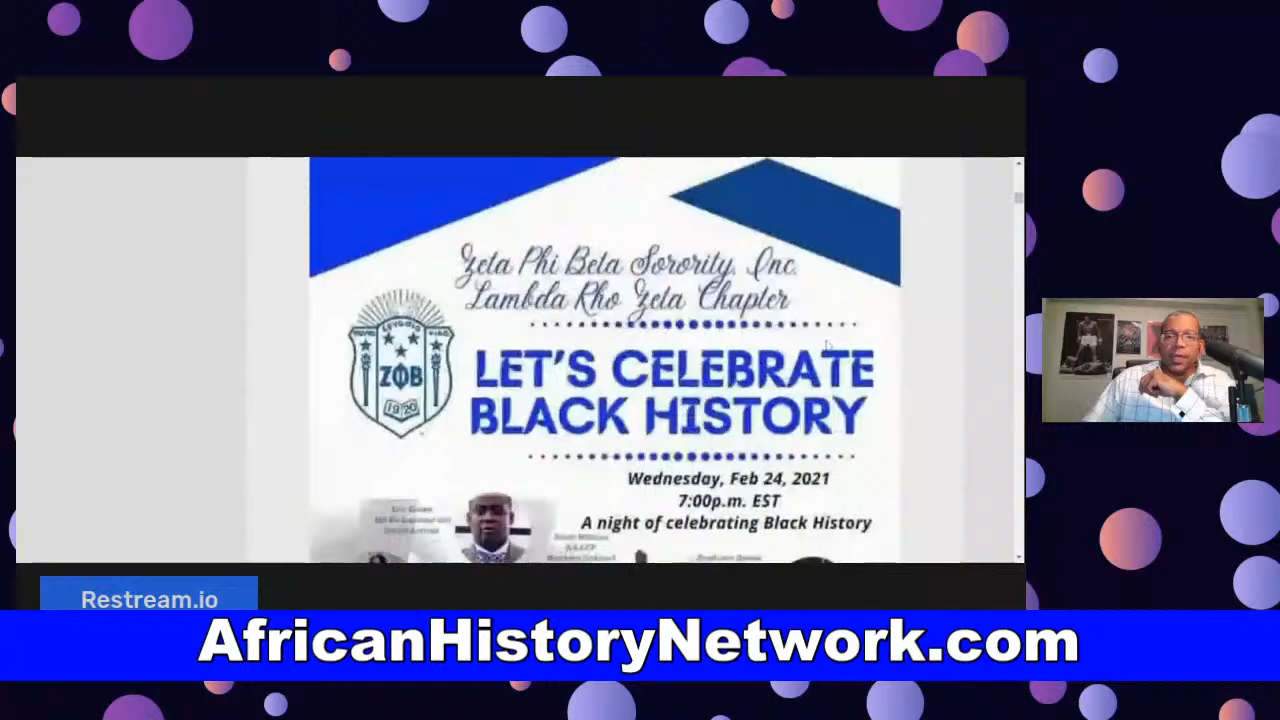 Zeta Phi Beta Sorority, Inc.
Lambda Rho Zeta Chapter
ZΦB
1920
LET'S CELEBRATE
BLACK HISTORY
Wednesday, Feb 24, 2021
7:00p.m. EST
A night of celebrating Black History
Restream.io
AfricanHistoryNetwork.com